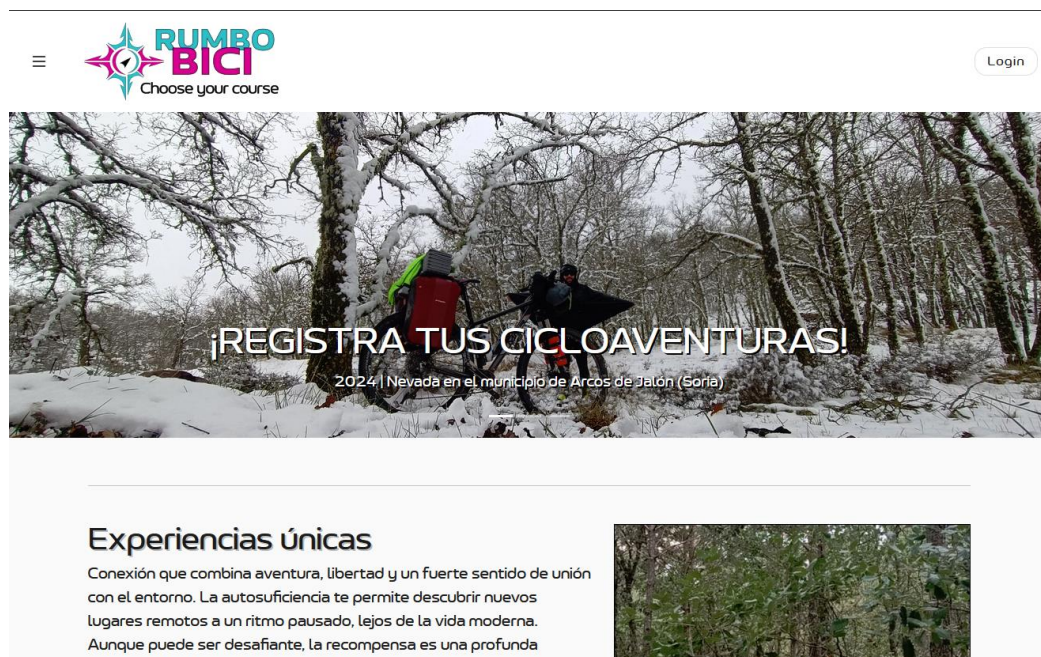 RUMBO
BICI
Choose your course
Login
¡REGISTRA TUS CICLOAVENTURAS!
2024 | Nevada en el municipio de Arcos de Jalón (Soria)
Experiencias únicas
Conexión que combina aventura, libertad y un fuerte sentido de unión
con el entorno. La autosuficiencia te permite descubrir nuevos
lugares remotos a un ritmo pausado, lejos de la vida moderna.
Aunque puede ser desafiante, la recompensa es una profunda